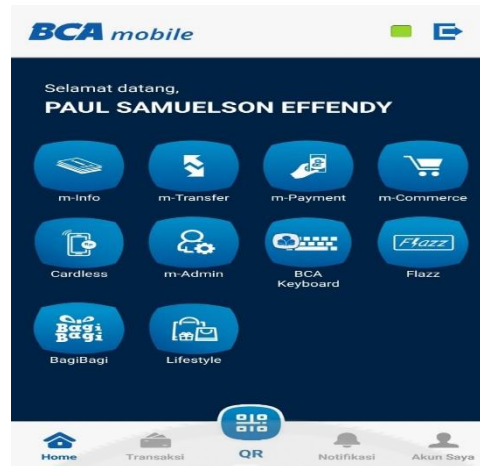 BCA mobile
Selamat datang,
PAUL SAMUELSON EFFENDY
m-Info
m-Transfer
m-Payment
m-Commerce
Cardless
m-Admin
BCA
Keyboard
Flazz
Flazz
Bagi
Bagi
BagiBagi
Lifestyle
Home
Transaksi
QR
Notifikasi
Akun Saya